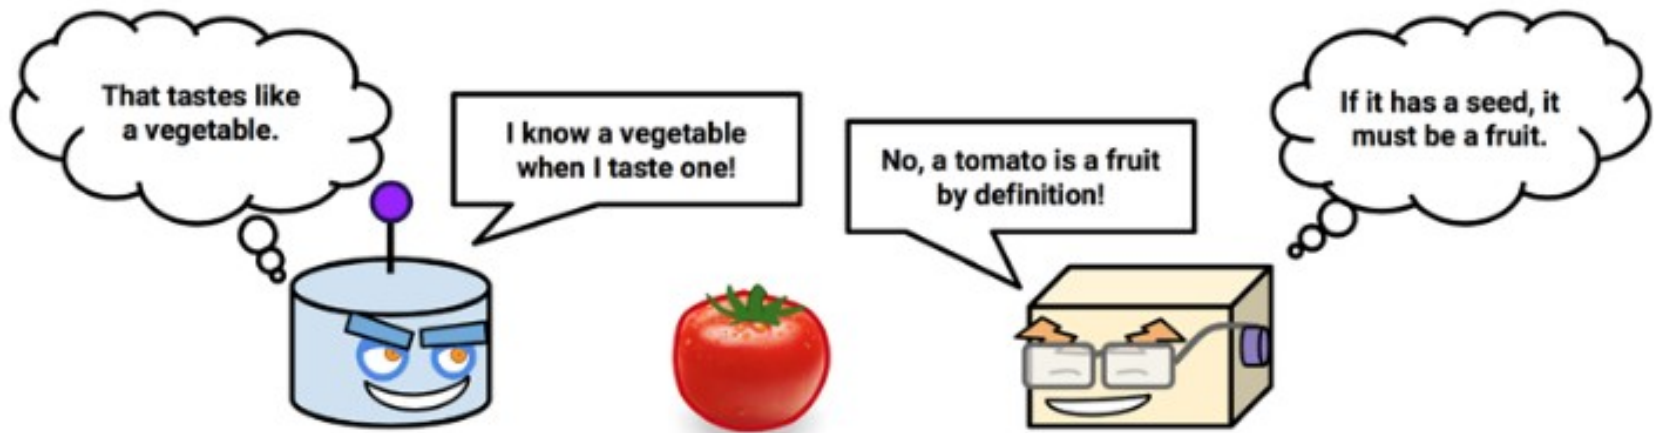 That tastes like
a vegetable.
I know a vegetable
when I taste one!
No, a tomato is a fruit
by definition!
If it has a seed, it
must be a fruit.